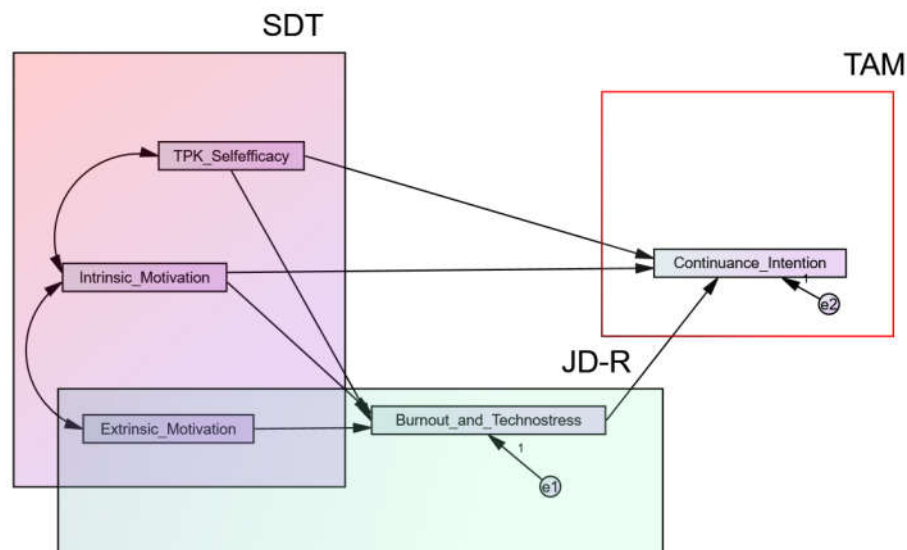 SDT
TAM
TPK_Selfefficacy
Continuance_Intention
Intrinsic_Motivation
1
e2
JD-R
Burnout_and_Technostress
Extrinsic_Motivation
1
e1